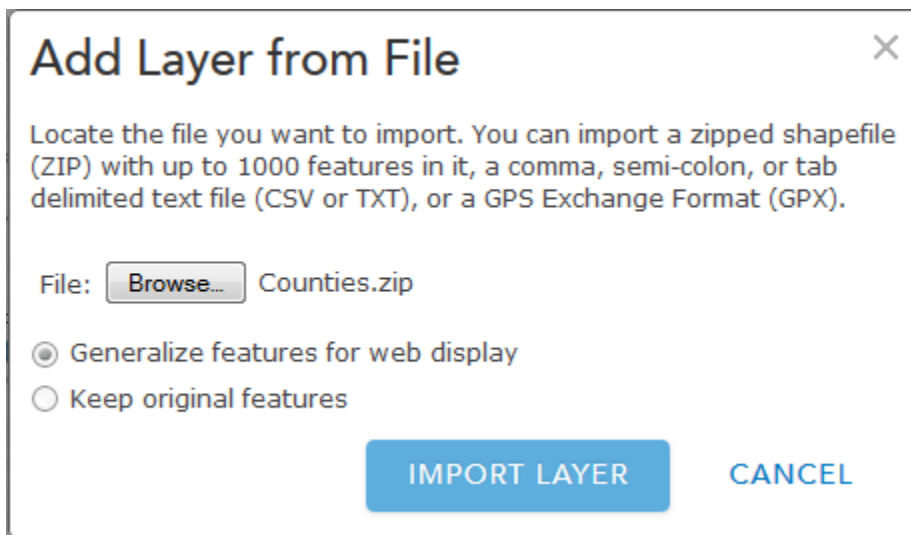 Add Layer from File
Locate the file you want to import. You can import a zipped shapefile
(ZIP) with up to 1000 features in it, a comma, semi-colon, or tab
delimited text file (CSV or TXT), or a GPS Exchange Format (GPX).
File: Browse... Counties.zip
Generalize features for web display
Keep original features
IMPORT LAYER CANCEL